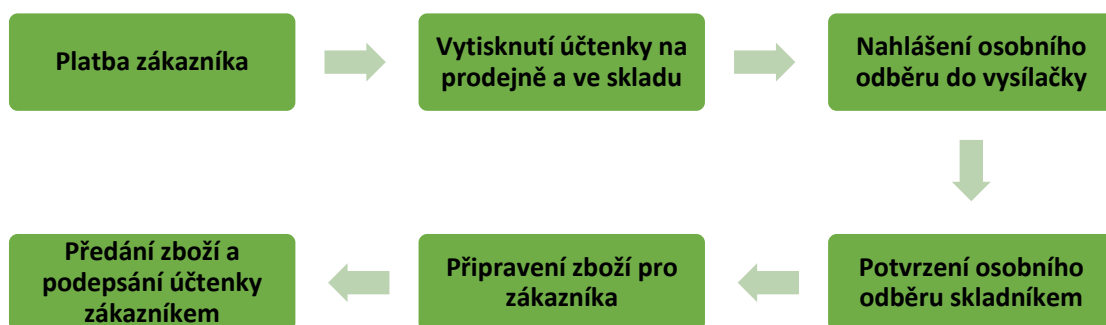 Platba zákazníka
Vytisknutí účtenky na
prodejně a ve skladu
Nahlášení osobního
odběru do vysílačky
Potvrzení osobního
odběru skladníkem
Připravení zboží pro
zákazníka
Předání zboží a
podepsání účtenky
zákazníkem